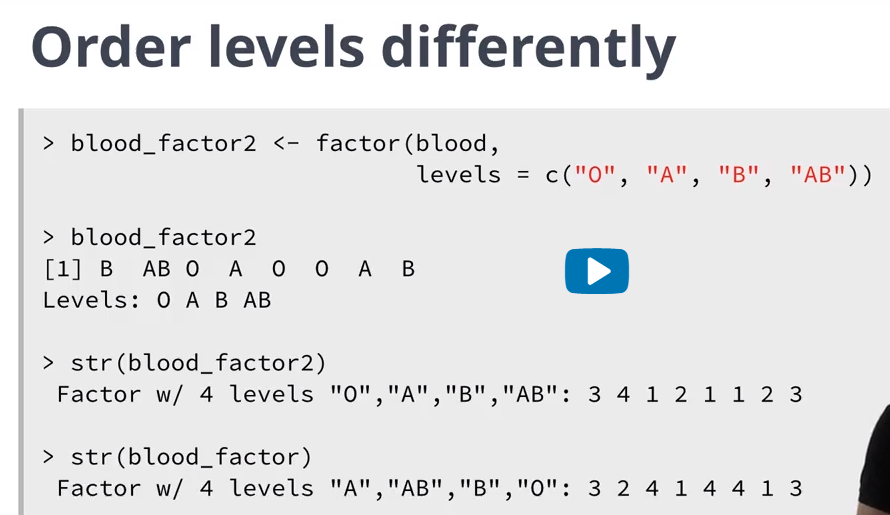 Order levels differently
> blood_factor2 <- factor(blood,
levels = c("O", "A", "B", "AB"))
> blood_factor2
[1] B  AB O  A  O  O  A  B
Levels: O A B AB
> str(blood_factor2)
Factor w/ 4 levels "O","A","B","AB": 3 4 1 2 1 1 2 3
> str(blood_factor)
Factor w/ 4 levels "A","AB","B","O": 3 2 4 1 4 4 1 3